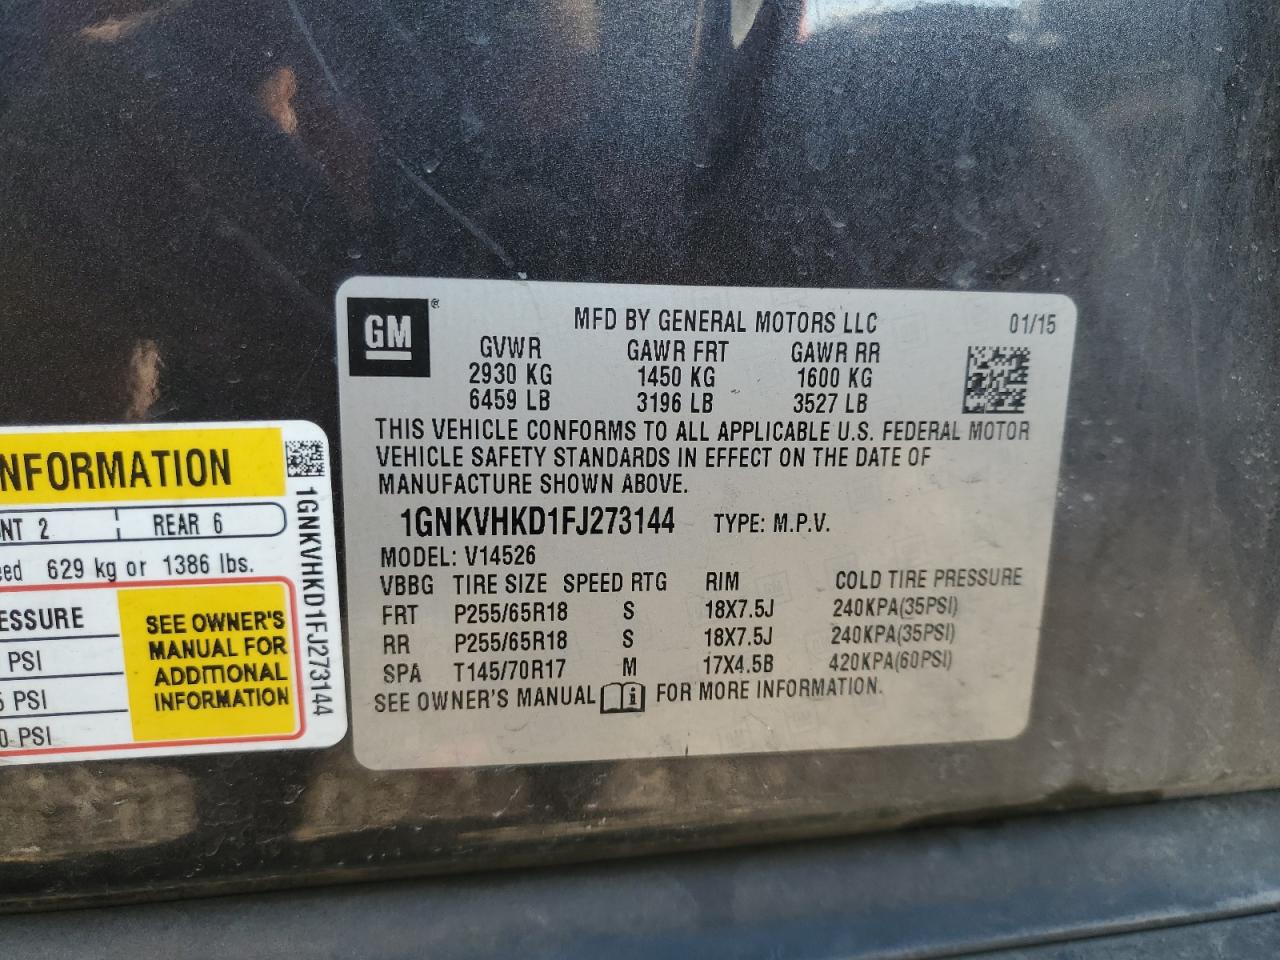 GM®
MFD BY GENERAL MOTORS LLC 01/15
GVWR GAWR FRT GAWR RR
2930 KG 1450 KG 1600 KG
6459 LB 3196 LB 3527 LB
THIS VEHICLE CONFORMS TO ALL APPLICABLE U.S. FEDERAL MOTOR
VEHICLE SAFETY STANDARDS IN EFFECT ON THE DATE OF
MANUFACTURE SHOWN ABOVE.
1GNKVHKD1FJ273144 TYPE: M.P.V.
MODEL: V14526
VBBG TIRE SIZE SPEED RTG RIM COLD TIRE PRESSURE
FRT P255/65R18 S 18X7.5J 240KPA(35PSI)
RR P255/65R18 S 18X7.5J 240KPA(35PSI)
SPA T145/70R17 M 17X4.5B 420KPA(60PSI)
SEE OWNER'S MANUAL i FOR MORE INFORMATION.
NFORMATION
NT 2 REAR 6
eed 629 kg or 1386 lbs.
ESSURE
PSI
5 PSI
0 PSI
SEE OWNER'S
MANUAL FOR
ADDITIONAL
INFORMATION
1GNKVHKD1FJ273144